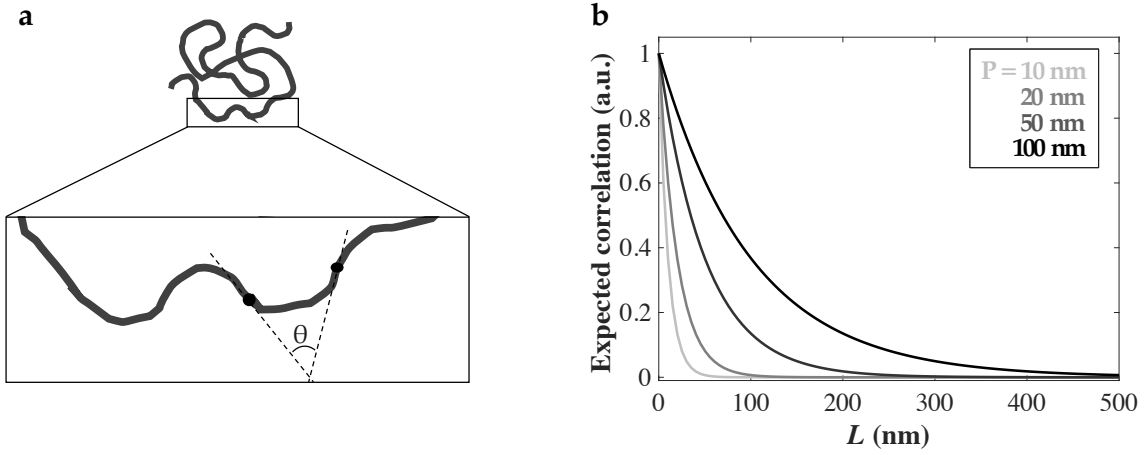 a
θ
b
Expected correlation (a.u.)
1
0.8
0.6
0.4
0.2
0
P = 10 nm
20 nm
50 nm
100 nm
0 100 200 300 400 500
L (nm)